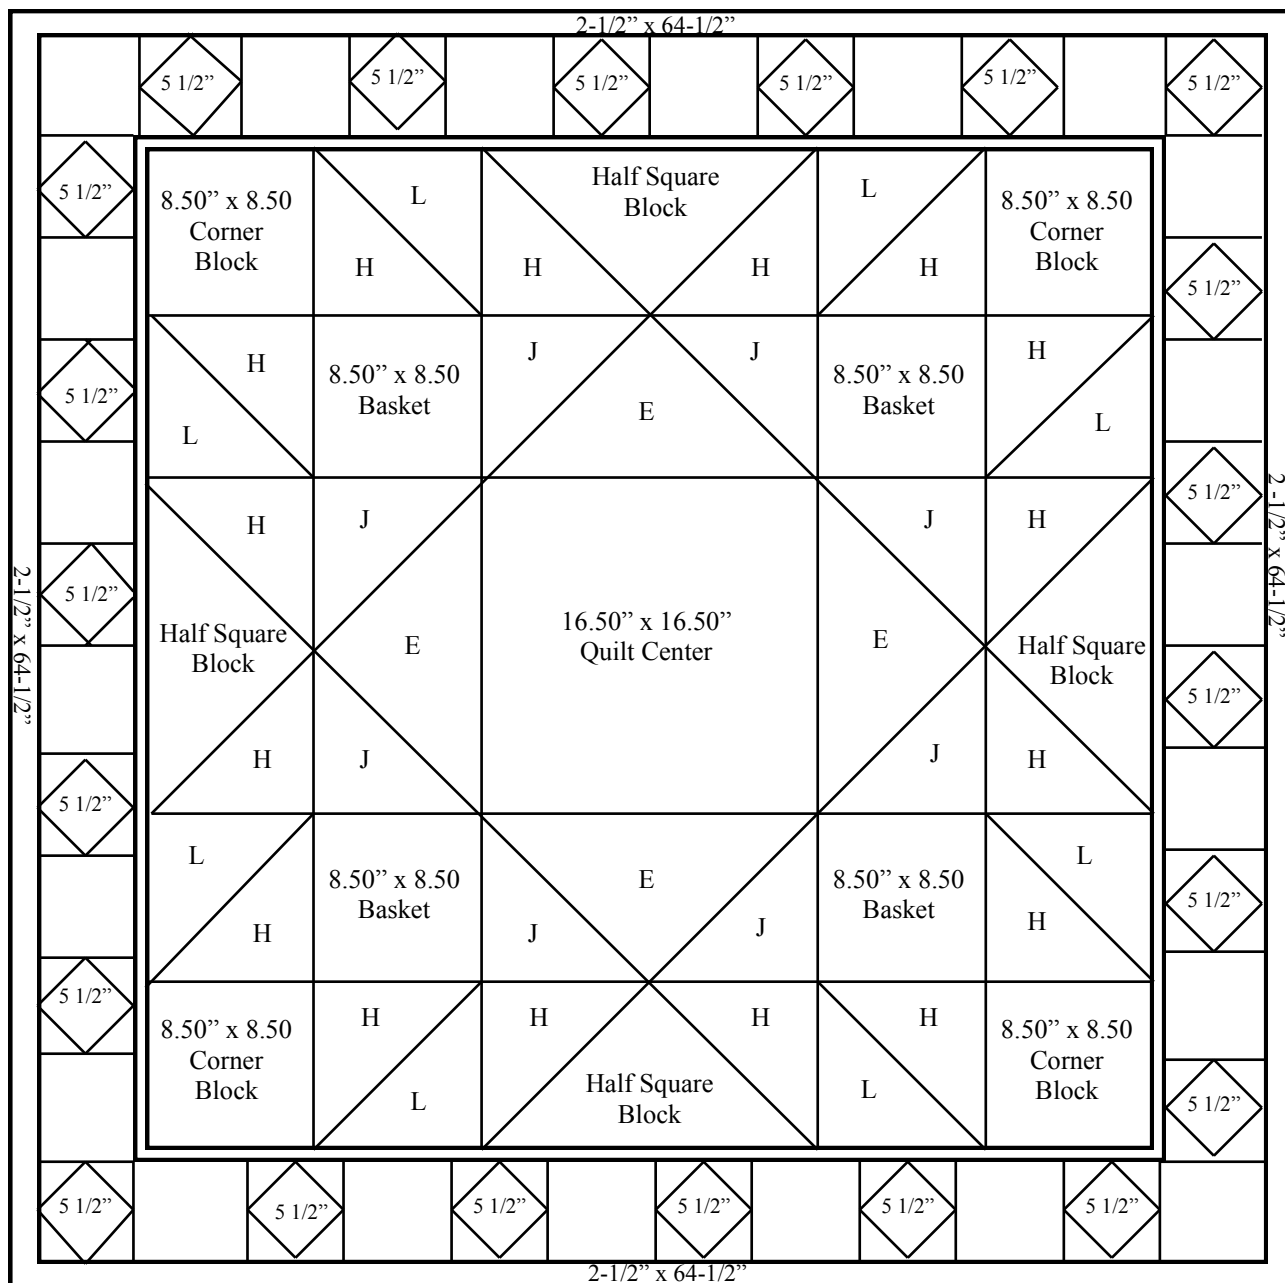 2-1/2” x 64-1/2”
5 1/2”
5 1/2”
5 1/2”
5 1/2”
5 1/2”
5 1/2”
5 1/2”
8.50” x 8.50
Corner
Block
L
H
H
Half Square
Block
H
L
H
8.50” x 8.50
Corner
Block
5 1/2”
5 1/2”
H
L
8.50” x 8.50
Basket
J
E
J
8.50” x 8.50
Basket
H
L
5 1/2”
2-1/2” x 64-1/2”
5 1/2”
H
Half Square
Block
H
J
E
J
16.50” x 16.50”
Quilt Center
J
E
J
H
Half Square
Block
H
5 1/2”
2 -1/2” x 64-1/2”
5 1/2”
L
H
8.50” x 8.50
Basket
J
E
J
8.50” x 8.50
Basket
L
H
5 1/2”
5 1/2”
8.50” x 8.50
Corner
Block
H
L
H
Half Square
Block
H
H
L
8.50” x 8.50
Corner
Block
5 1/2”
5 1/2”
5 1/2”
5 1/2”
5 1/2”
5 1/2”
5 1/2”
2-1/2” x 64-1/2”